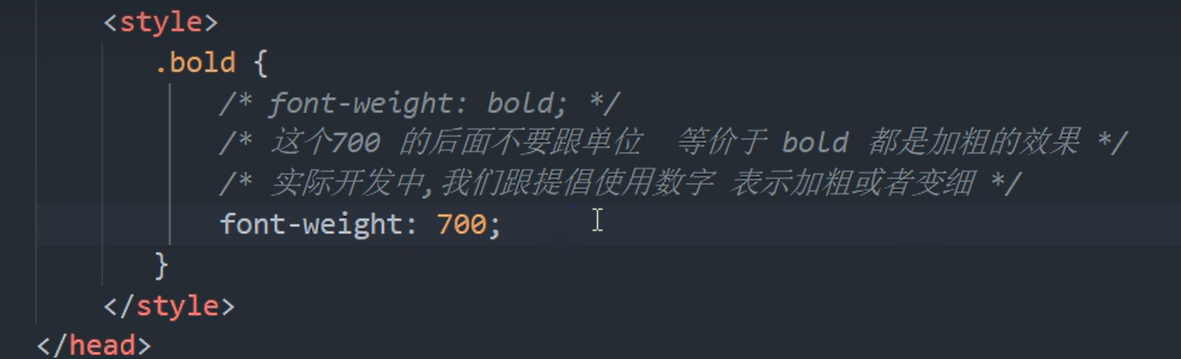 <style>
.bold {
/* font-weight: bold; */
/* 这个700 的后面不要跟单位  等价于 bold 都是加粗的效果 */
/* 实际开发中,我们跟提倡使用数字 表示加粗或者变细 */
font-weight: 700;
}
</style>
</head>